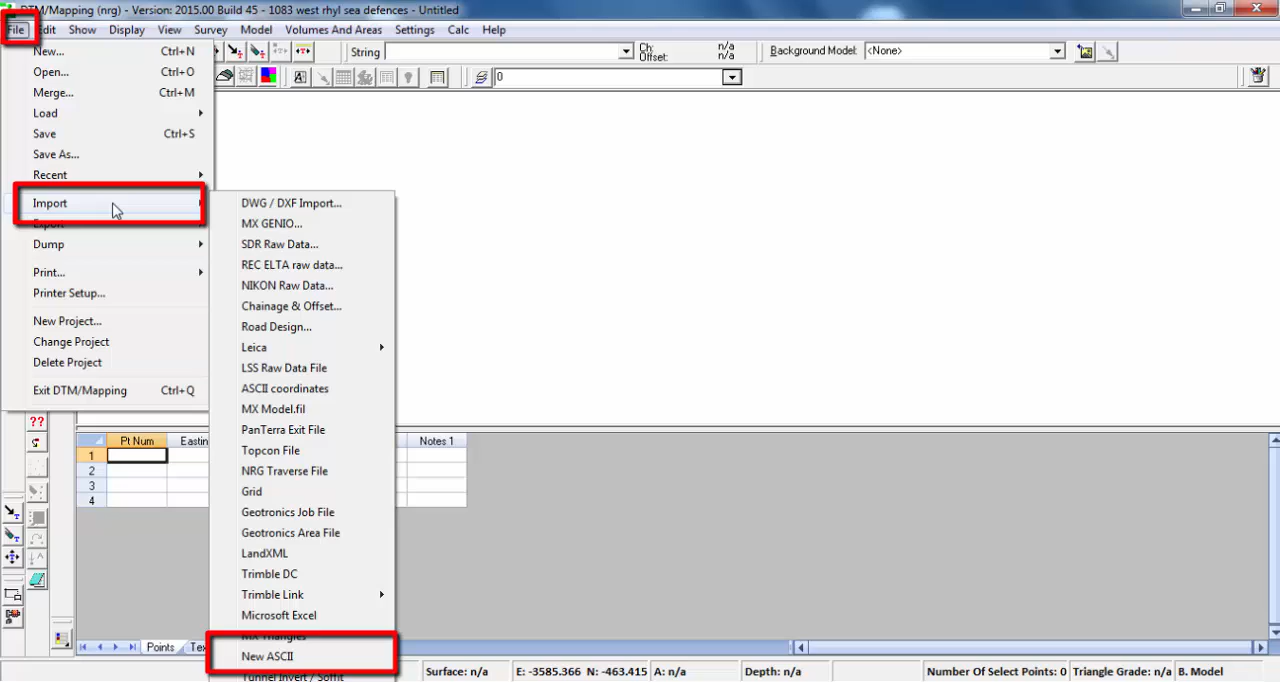 DTM/Mapping (nrg) - Version: 2015.00 Build 45 - 1083 west rhyl sea defences - Untitled
File Edit Show Display View Survey Model Volumes And Areas Settings Calc Help
String
Ch:
Offset:
n/a
n/a
Background Model: <None>
0
New... Ctrl+N
Open... Ctrl+O
Merge... Ctrl+M
Load
Save Ctrl+S
Save As...
Recent
Import
Export
Dump
Print...
Printer Setup...
New Project...
Change Project
Delete Project
Exit DTM/Mapping Ctrl+Q
DWG / DXF Import...
MX GENIO...
SDR Raw Data...
REC ELTA raw data...
NIKON Raw Data...
Chainage & Offset...
Road Design...
Leica
LSS Raw Data File
ASCII coordinates
MX Model.fil
PanTerra Exit File
Topcon File
NRG Traverse File
Grid
Geotronics Job File
Geotronics Area File
LandXML
Trimble DC
Trimble Link
Microsoft Excel
MX Triangles
New ASCII
Tunnel Invert / Soffit
??
Pt Num Eastin Notes 1
1
2
3
4
Points Tex
Surface: n/a E: -3585.366 N: -463.415 A: n/a Depth: n/a Number Of Select Points: 0 Triangle Grade: n/a B. Model